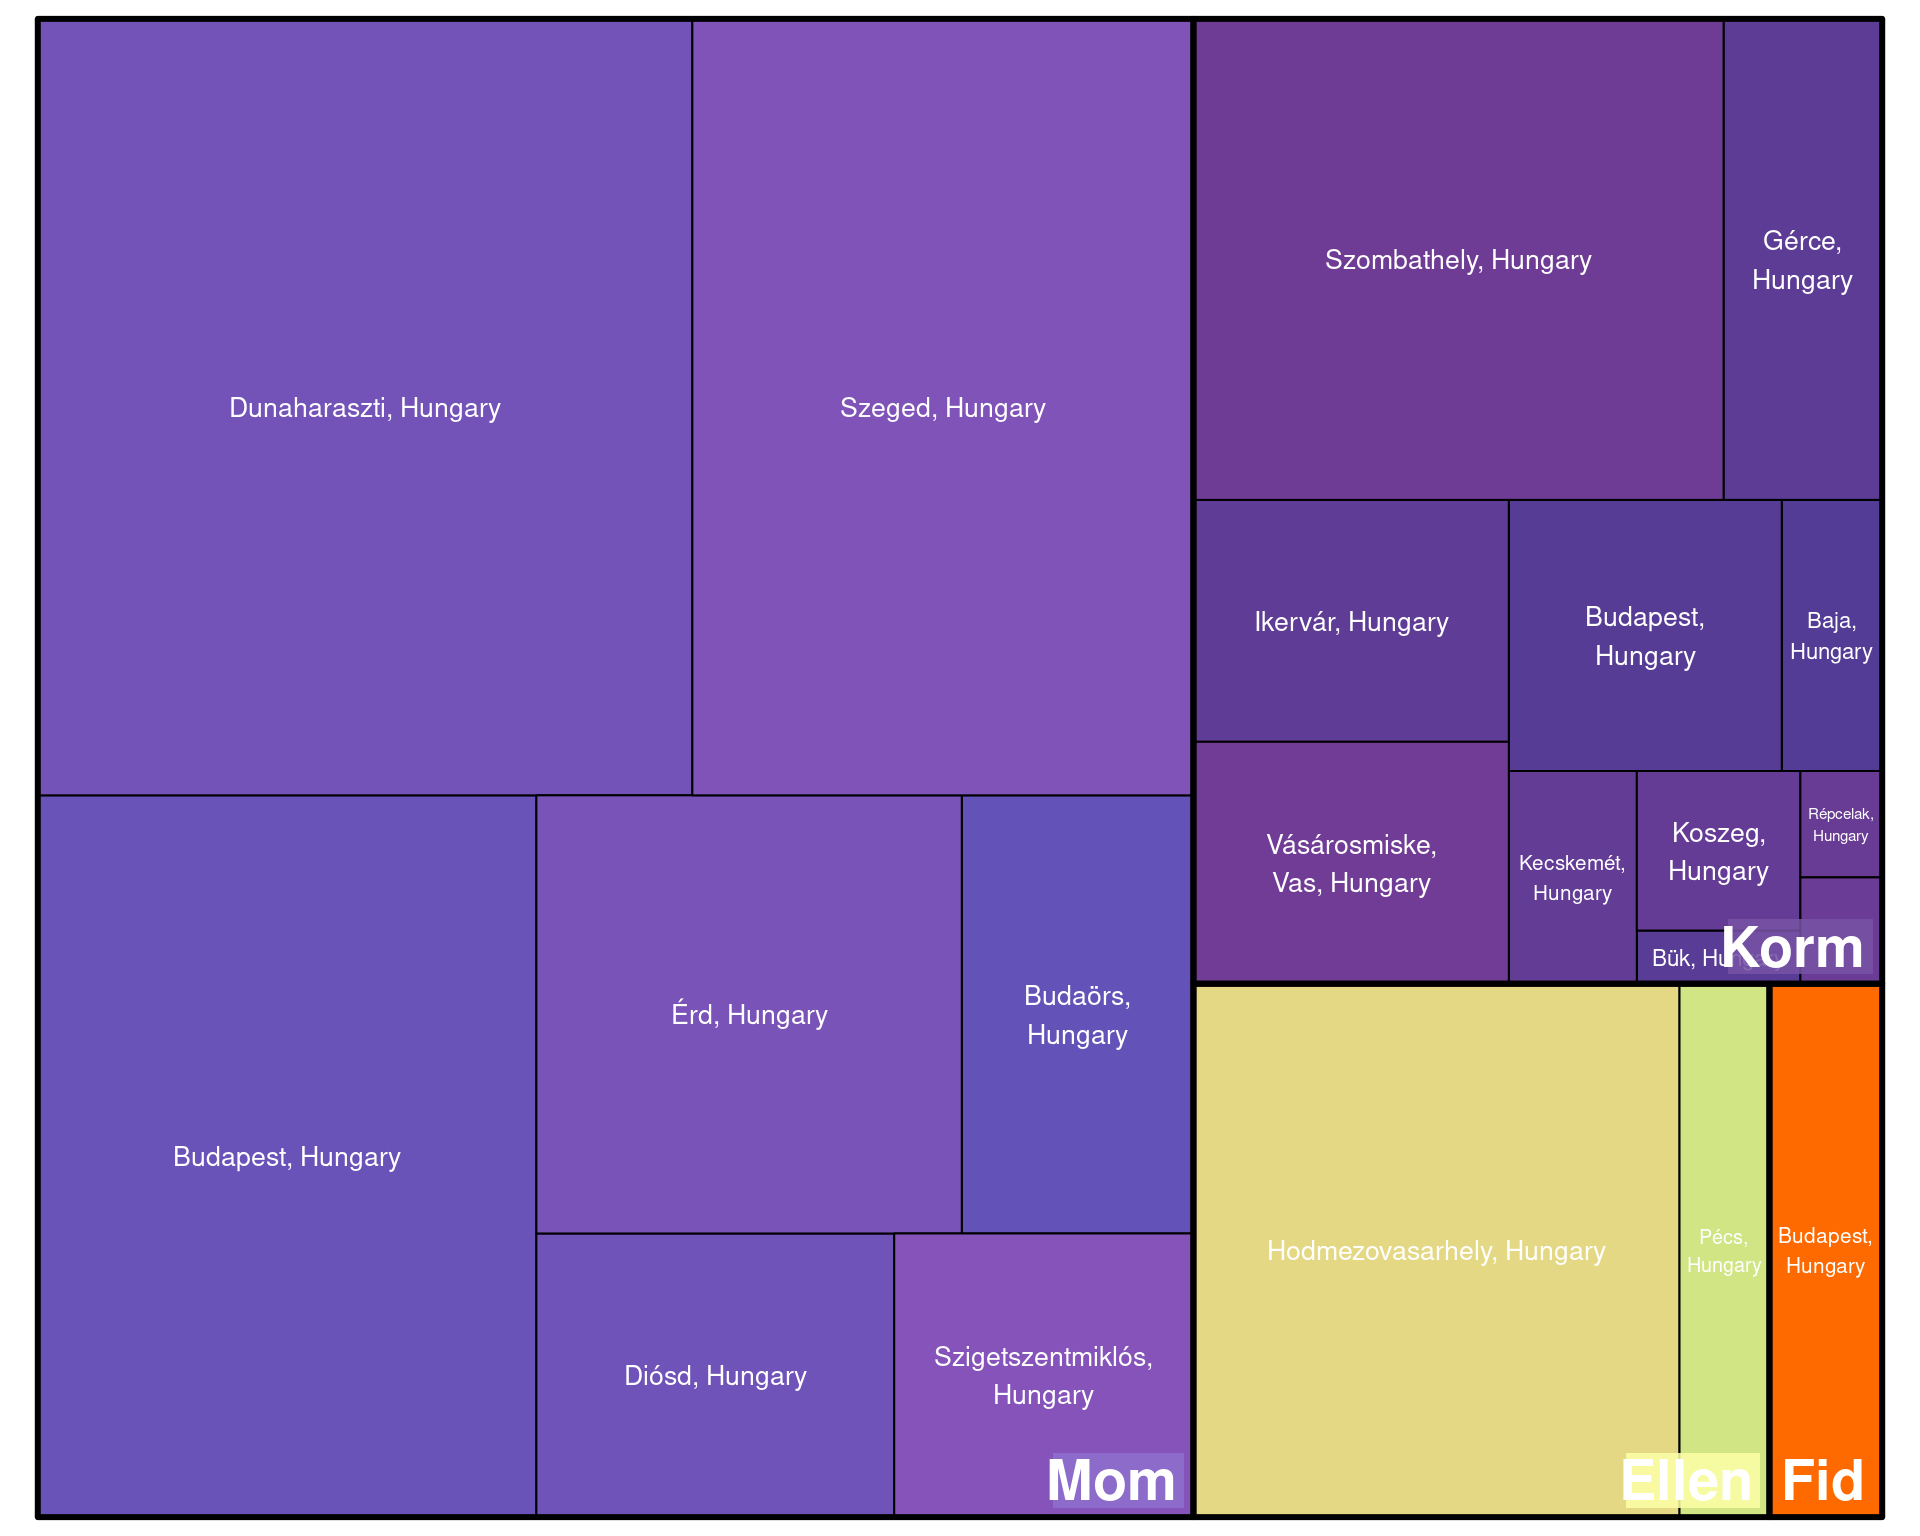 Dunaharaszti, Hungary
Szeged, Hungary
Budapest, Hungary
Érd, Hungary
Budaörs,
Hungary
Diósd, Hungary
Szigetszentmiklós,
Hungary
Mom
Szombathely, Hungary
Gérce,
Hungary
Ikervár, Hungary
Budapest,
Hungary
Baja,
Hungary
Vásárosmiske,
Vas, Hungary
Kecskemét,
Hungary
Koszeg,
Hungary
Répcelak,
Hungary
Bük,
Korm
Hodmezovasarhely, Hungary
Pécs,
Hungary
Ellen
Budapest,
Hungary
Fid